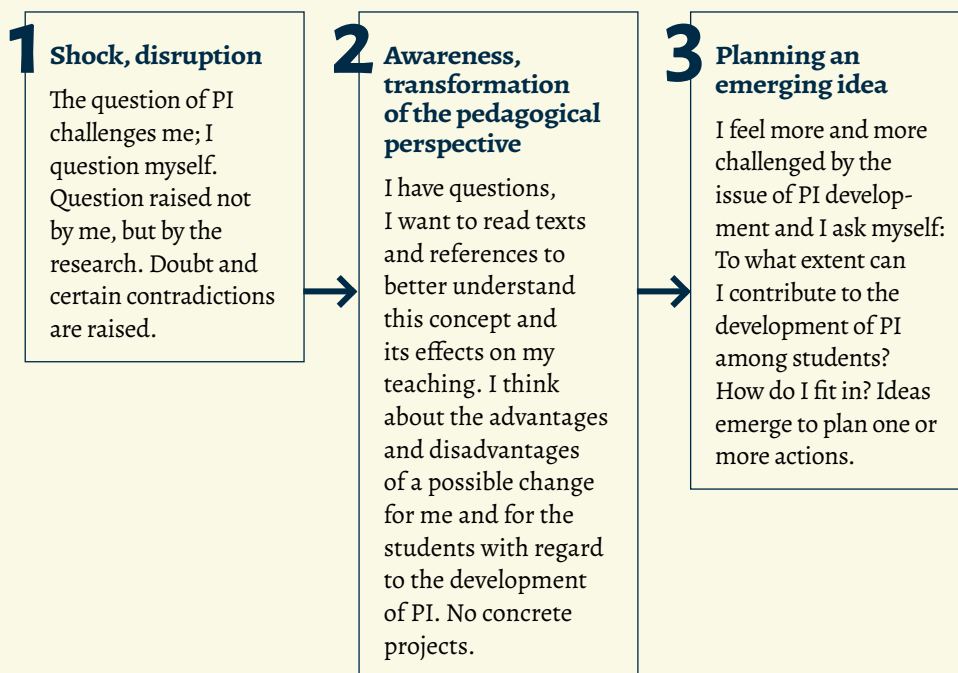 1
Shock, disruption
The question of PI
challenges me; I
question myself.
Question raised not
by me, but by the
research. Doubt and
certain contradictions
are raised.
2
Awareness,
transformation
of the pedagogical
perspective
I have questions,
I want to read texts
and references to
better understand
this concept and
its effects on my
teaching. I think
about the advantages
and disadvantages
of a possible change
for me and for the
students with regard
to the development
of PI. No concrete
projects.
3
Planning an
emerging idea
I feel more and more
challenged by the
issue of PI develop-
ment and I ask myself:
To what extent can
I contribute to the
development of PI
among students?
How do I fit in? Ideas
emerge to plan one or
more actions.